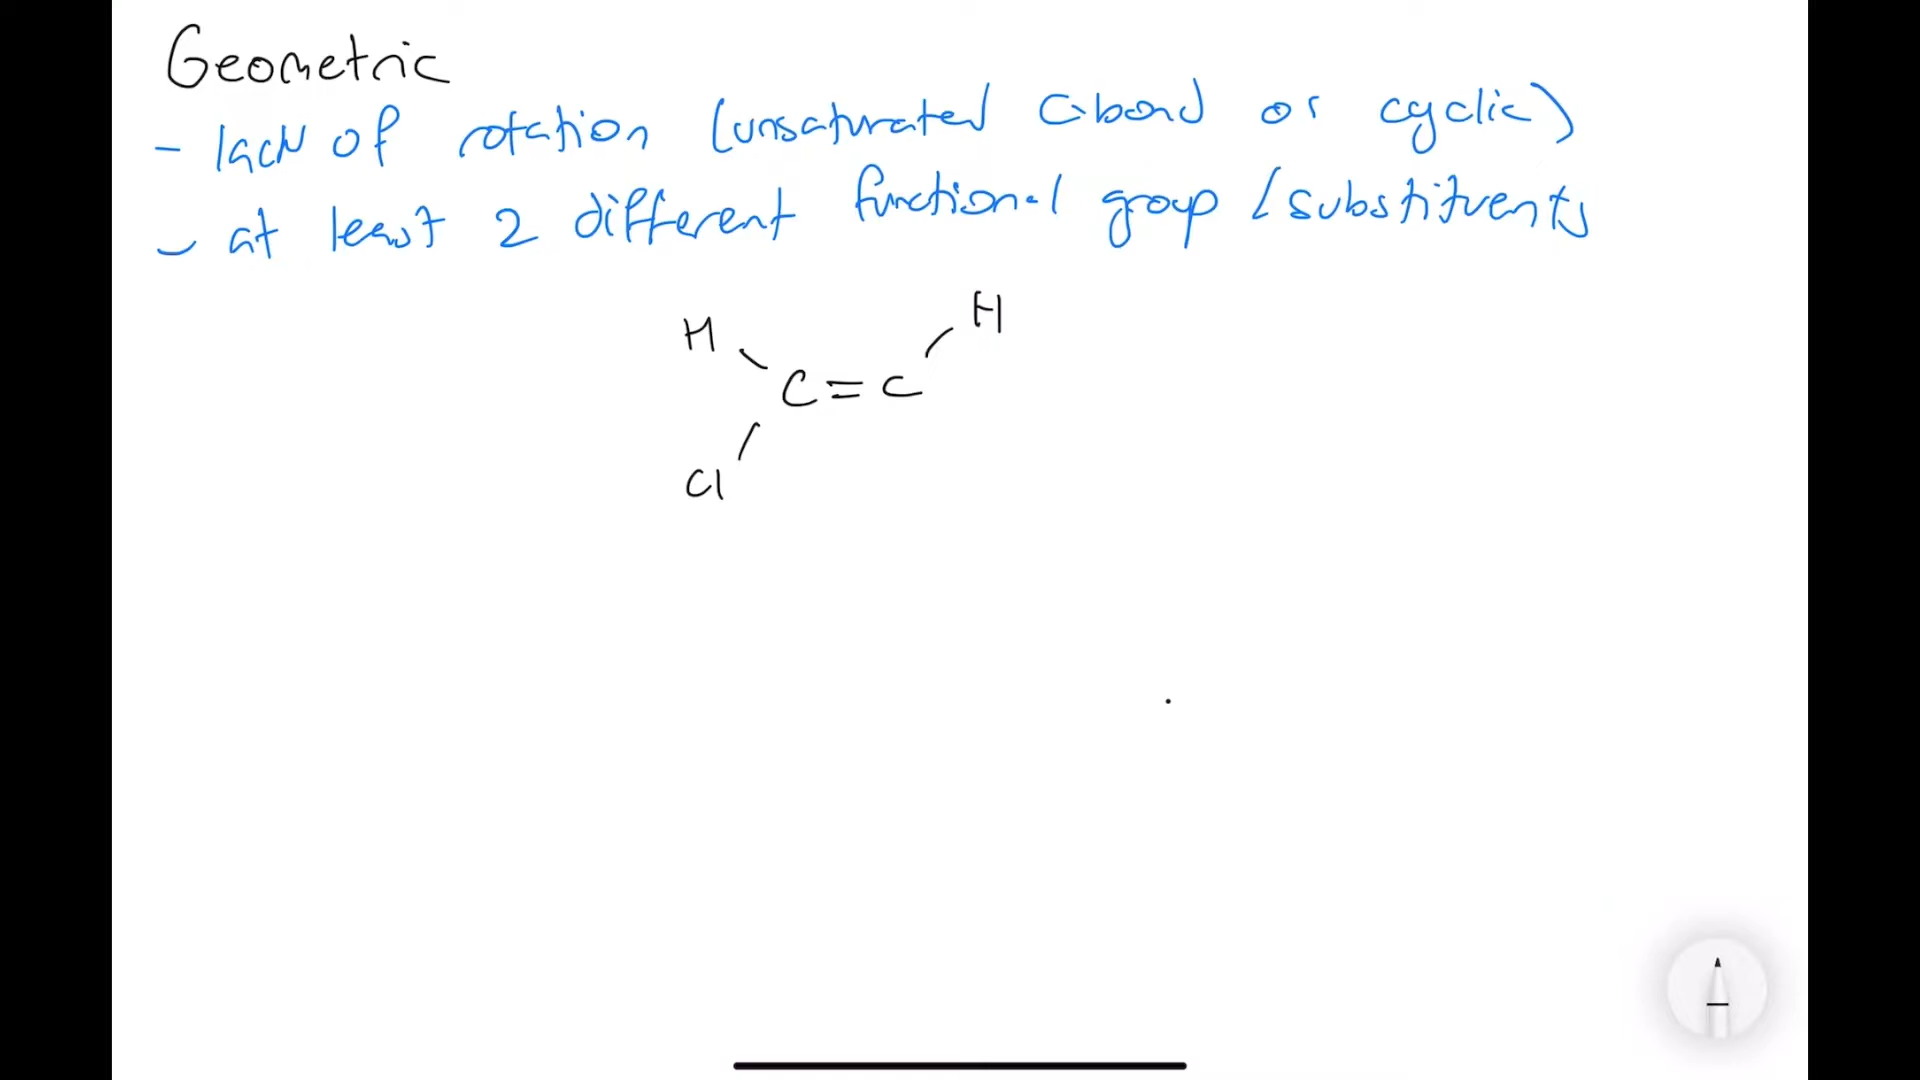 Geometric
- lack of rotation (unsaturated C-bond or cyclic)
- at least 2 different functional group / substituents
H H
C = C
Cl